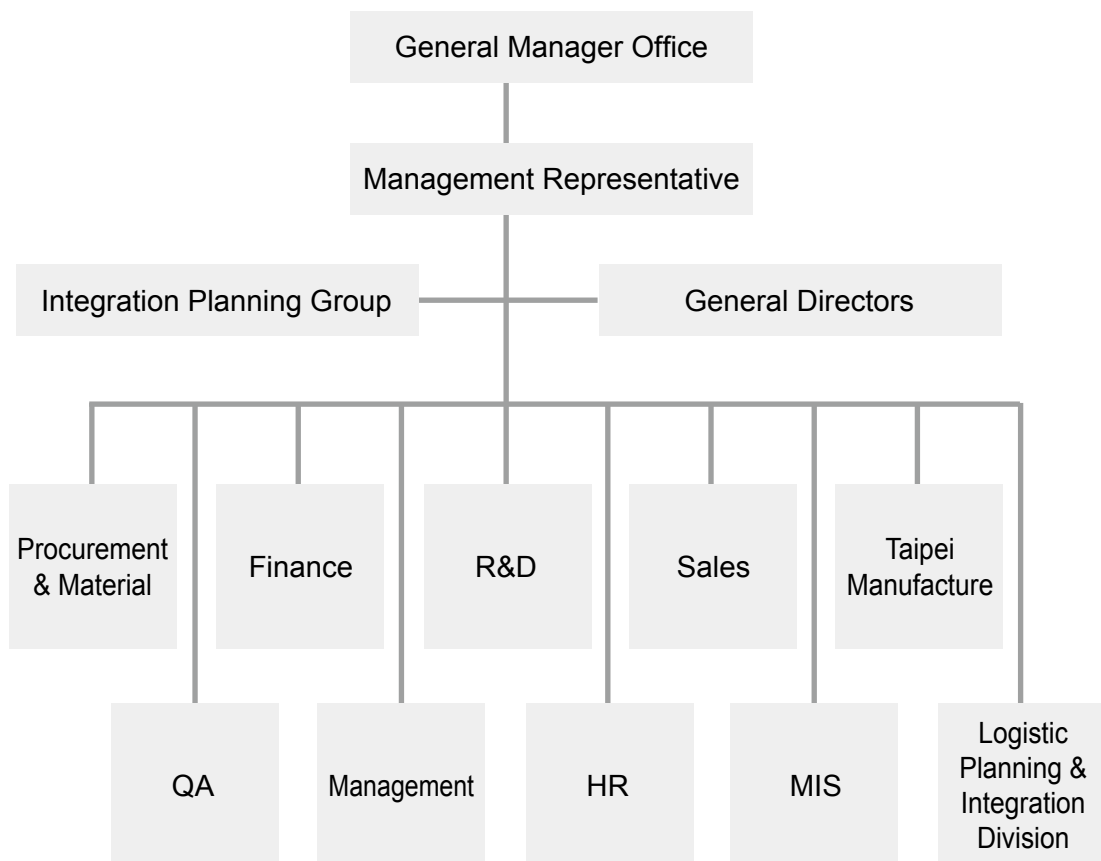 General Manager Office
Management Representative
Integration Planning Group
General Directors
Procurement
& Material
Finance
R&D
Sales
Taipei
Manufacture
QA
Management
HR
MIS
Logistic
Planning &
Integration
Division